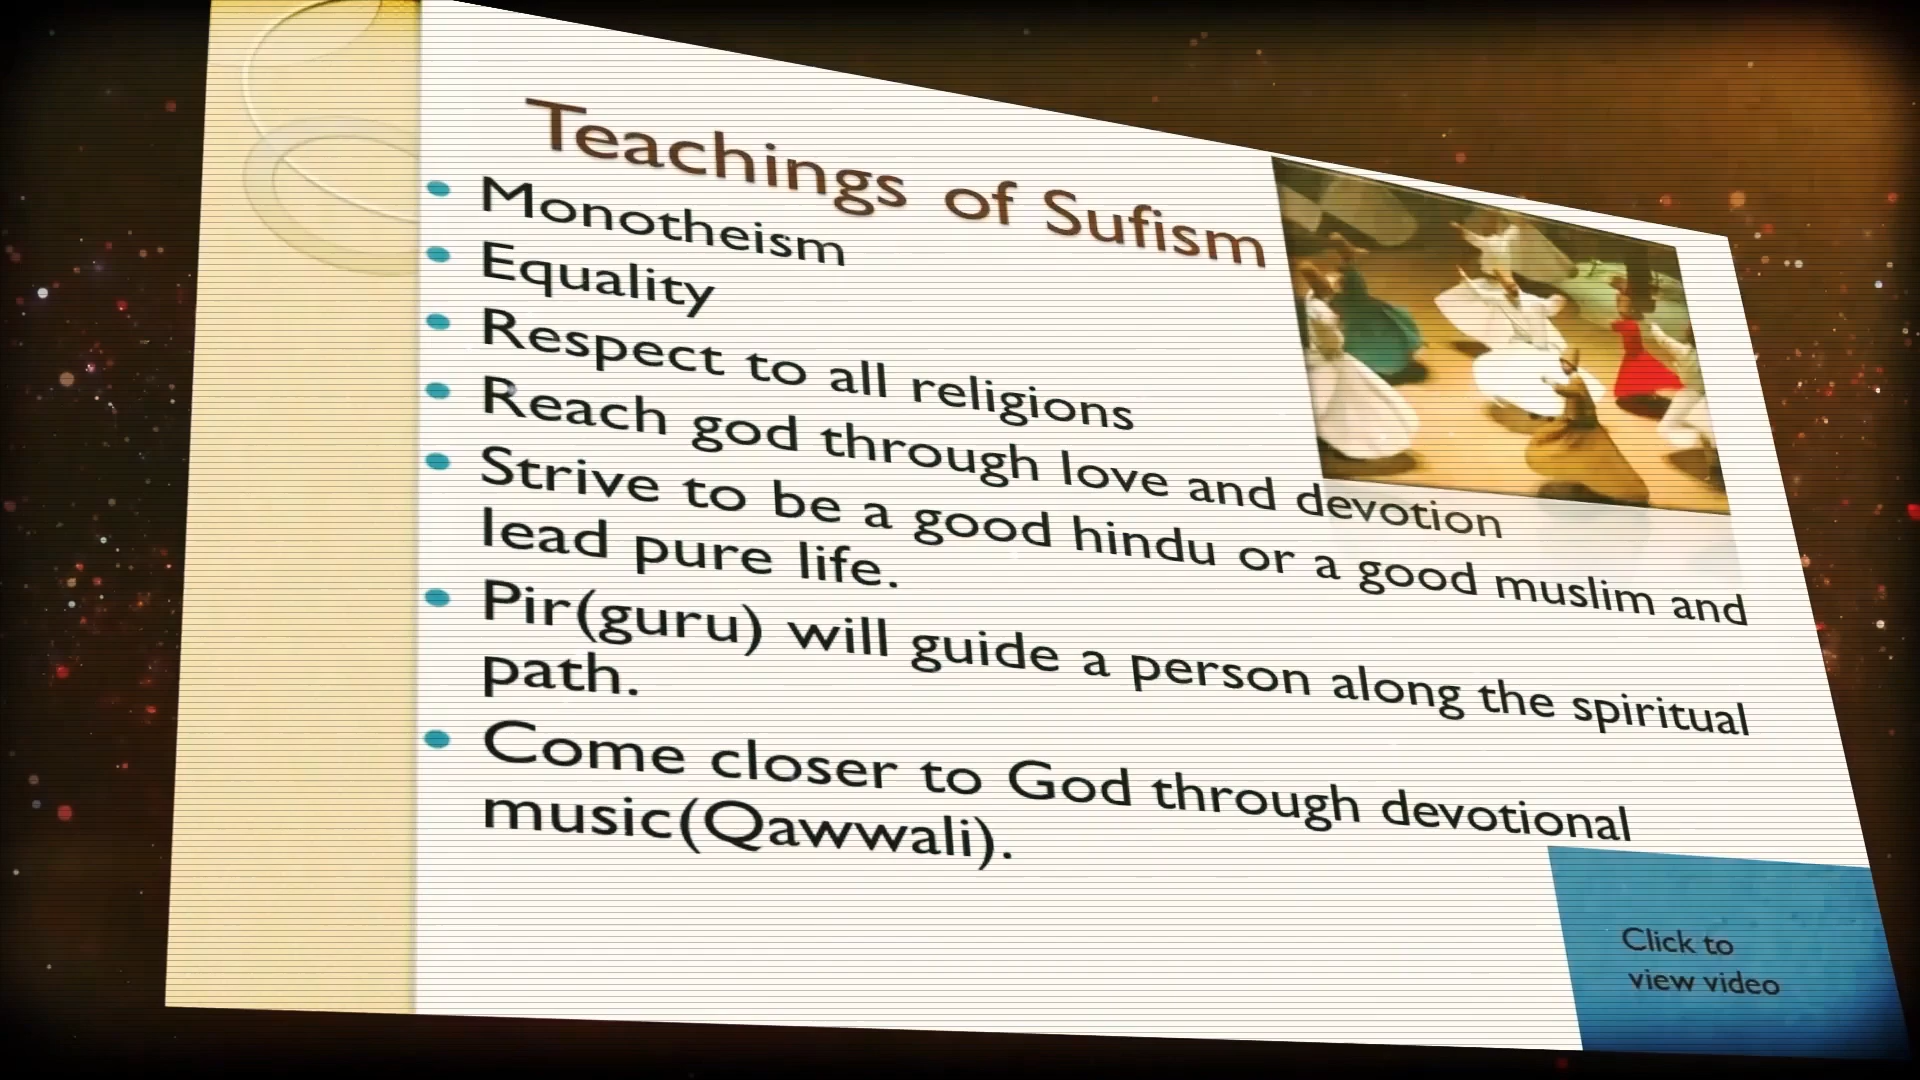 Teachings of Sufism
• Monotheism
• Equality
• Respect to all religions
• Reach god through love and devotion
• Strive to be a good hindu or a good muslim and
lead pure life.
• Pir(guru) will guide a person along the spiritual
path.
• Come closer to God through devotional
music(Qawwali).
Click to
view video